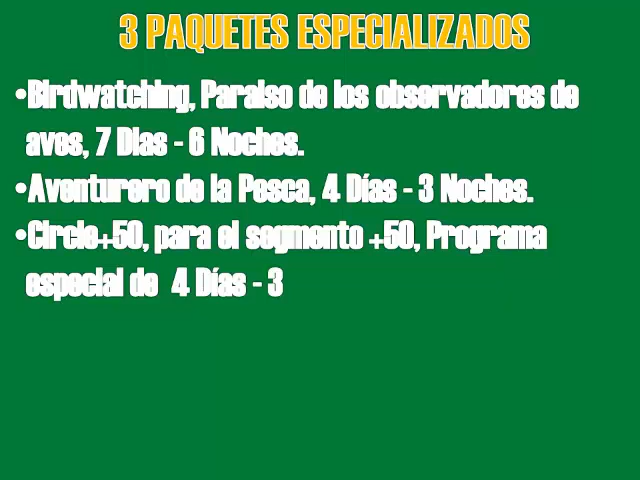 3 PAQUETES ESPECIALIZADOS
•Birdwatching, Paraiso de los observadores de
aves, 7 Dias - 6 Noches.
•Aventurero de la Pesca, 4 Días - 3 Noches.
•Circle+50, para el segmento +50, Programa
especial de 4 Días - 3